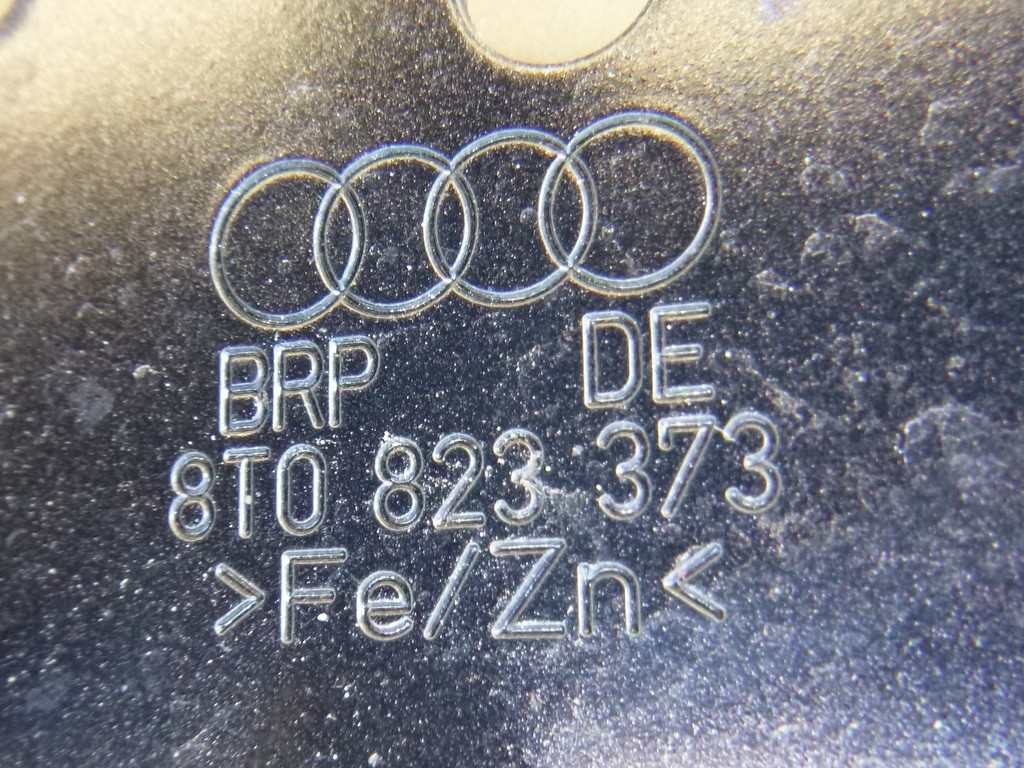 BRP DE
8T0 823 373
>Fe/Zn<